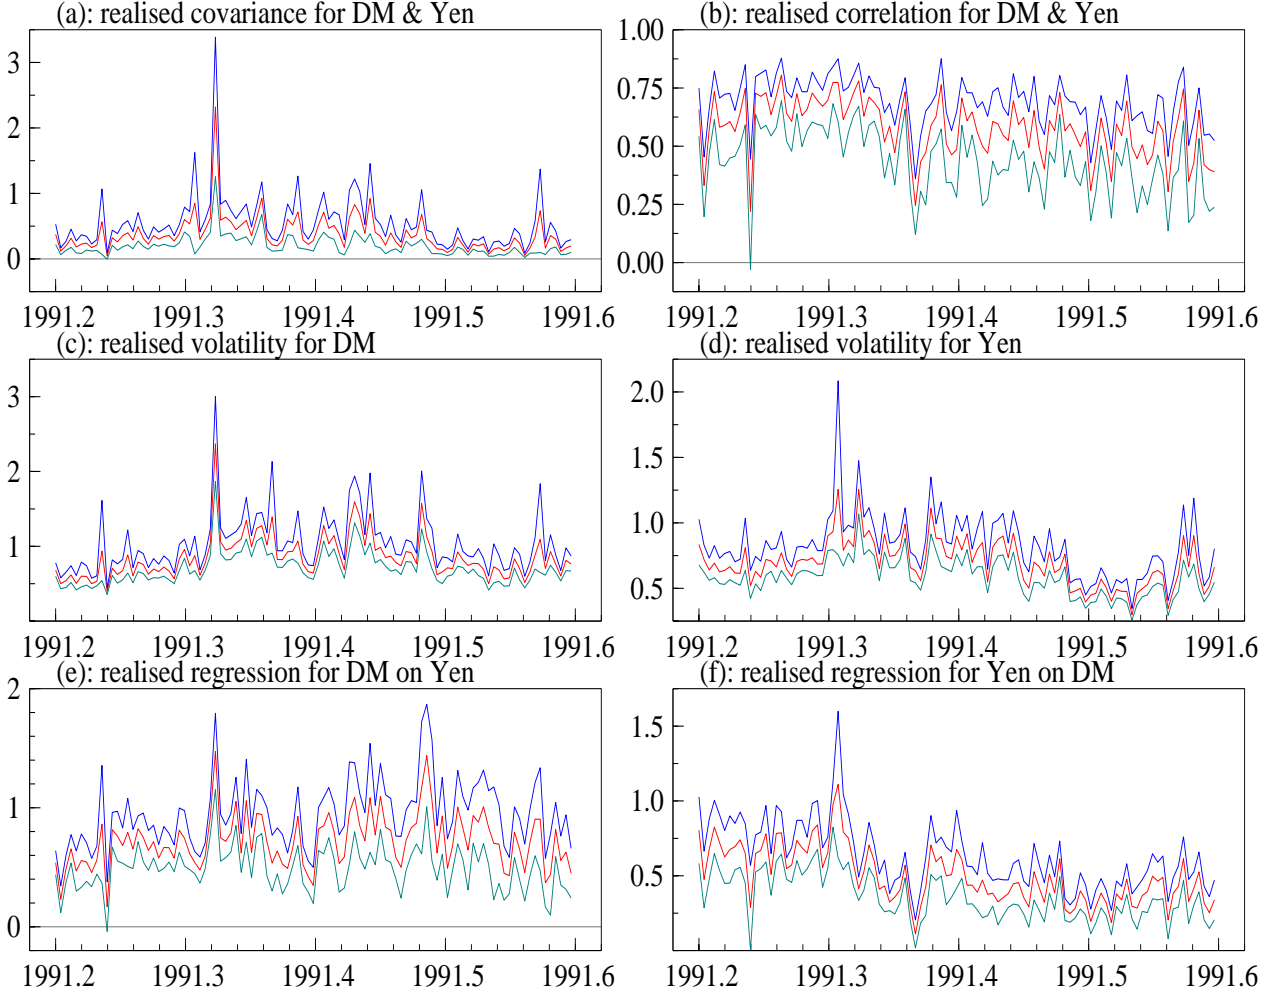 (a): realised covariance for DM & Yen
3
2
1
0
1991.2 1991.3 1991.4 1991.5 1991.6
(b): realised correlation for DM & Yen
1.00
0.75
0.50
0.25
0.00
1991.2 1991.3 1991.4 1991.5 1991.6
(c): realised volatility for DM
3
2
1
1991.2 1991.3 1991.4 1991.5 1991.6
(d): realised volatility for Yen
2.0
1.5
1.0
0.5
1991.2 1991.3 1991.4 1991.5 1991.6
(e): realised regression for DM on Yen
2
1
0
1991.2 1991.3 1991.4 1991.5 1991.6
(f): realised regression for Yen on DM
1.5
1.0
0.5
1991.2 1991.3 1991.4 1991.5 1991.6